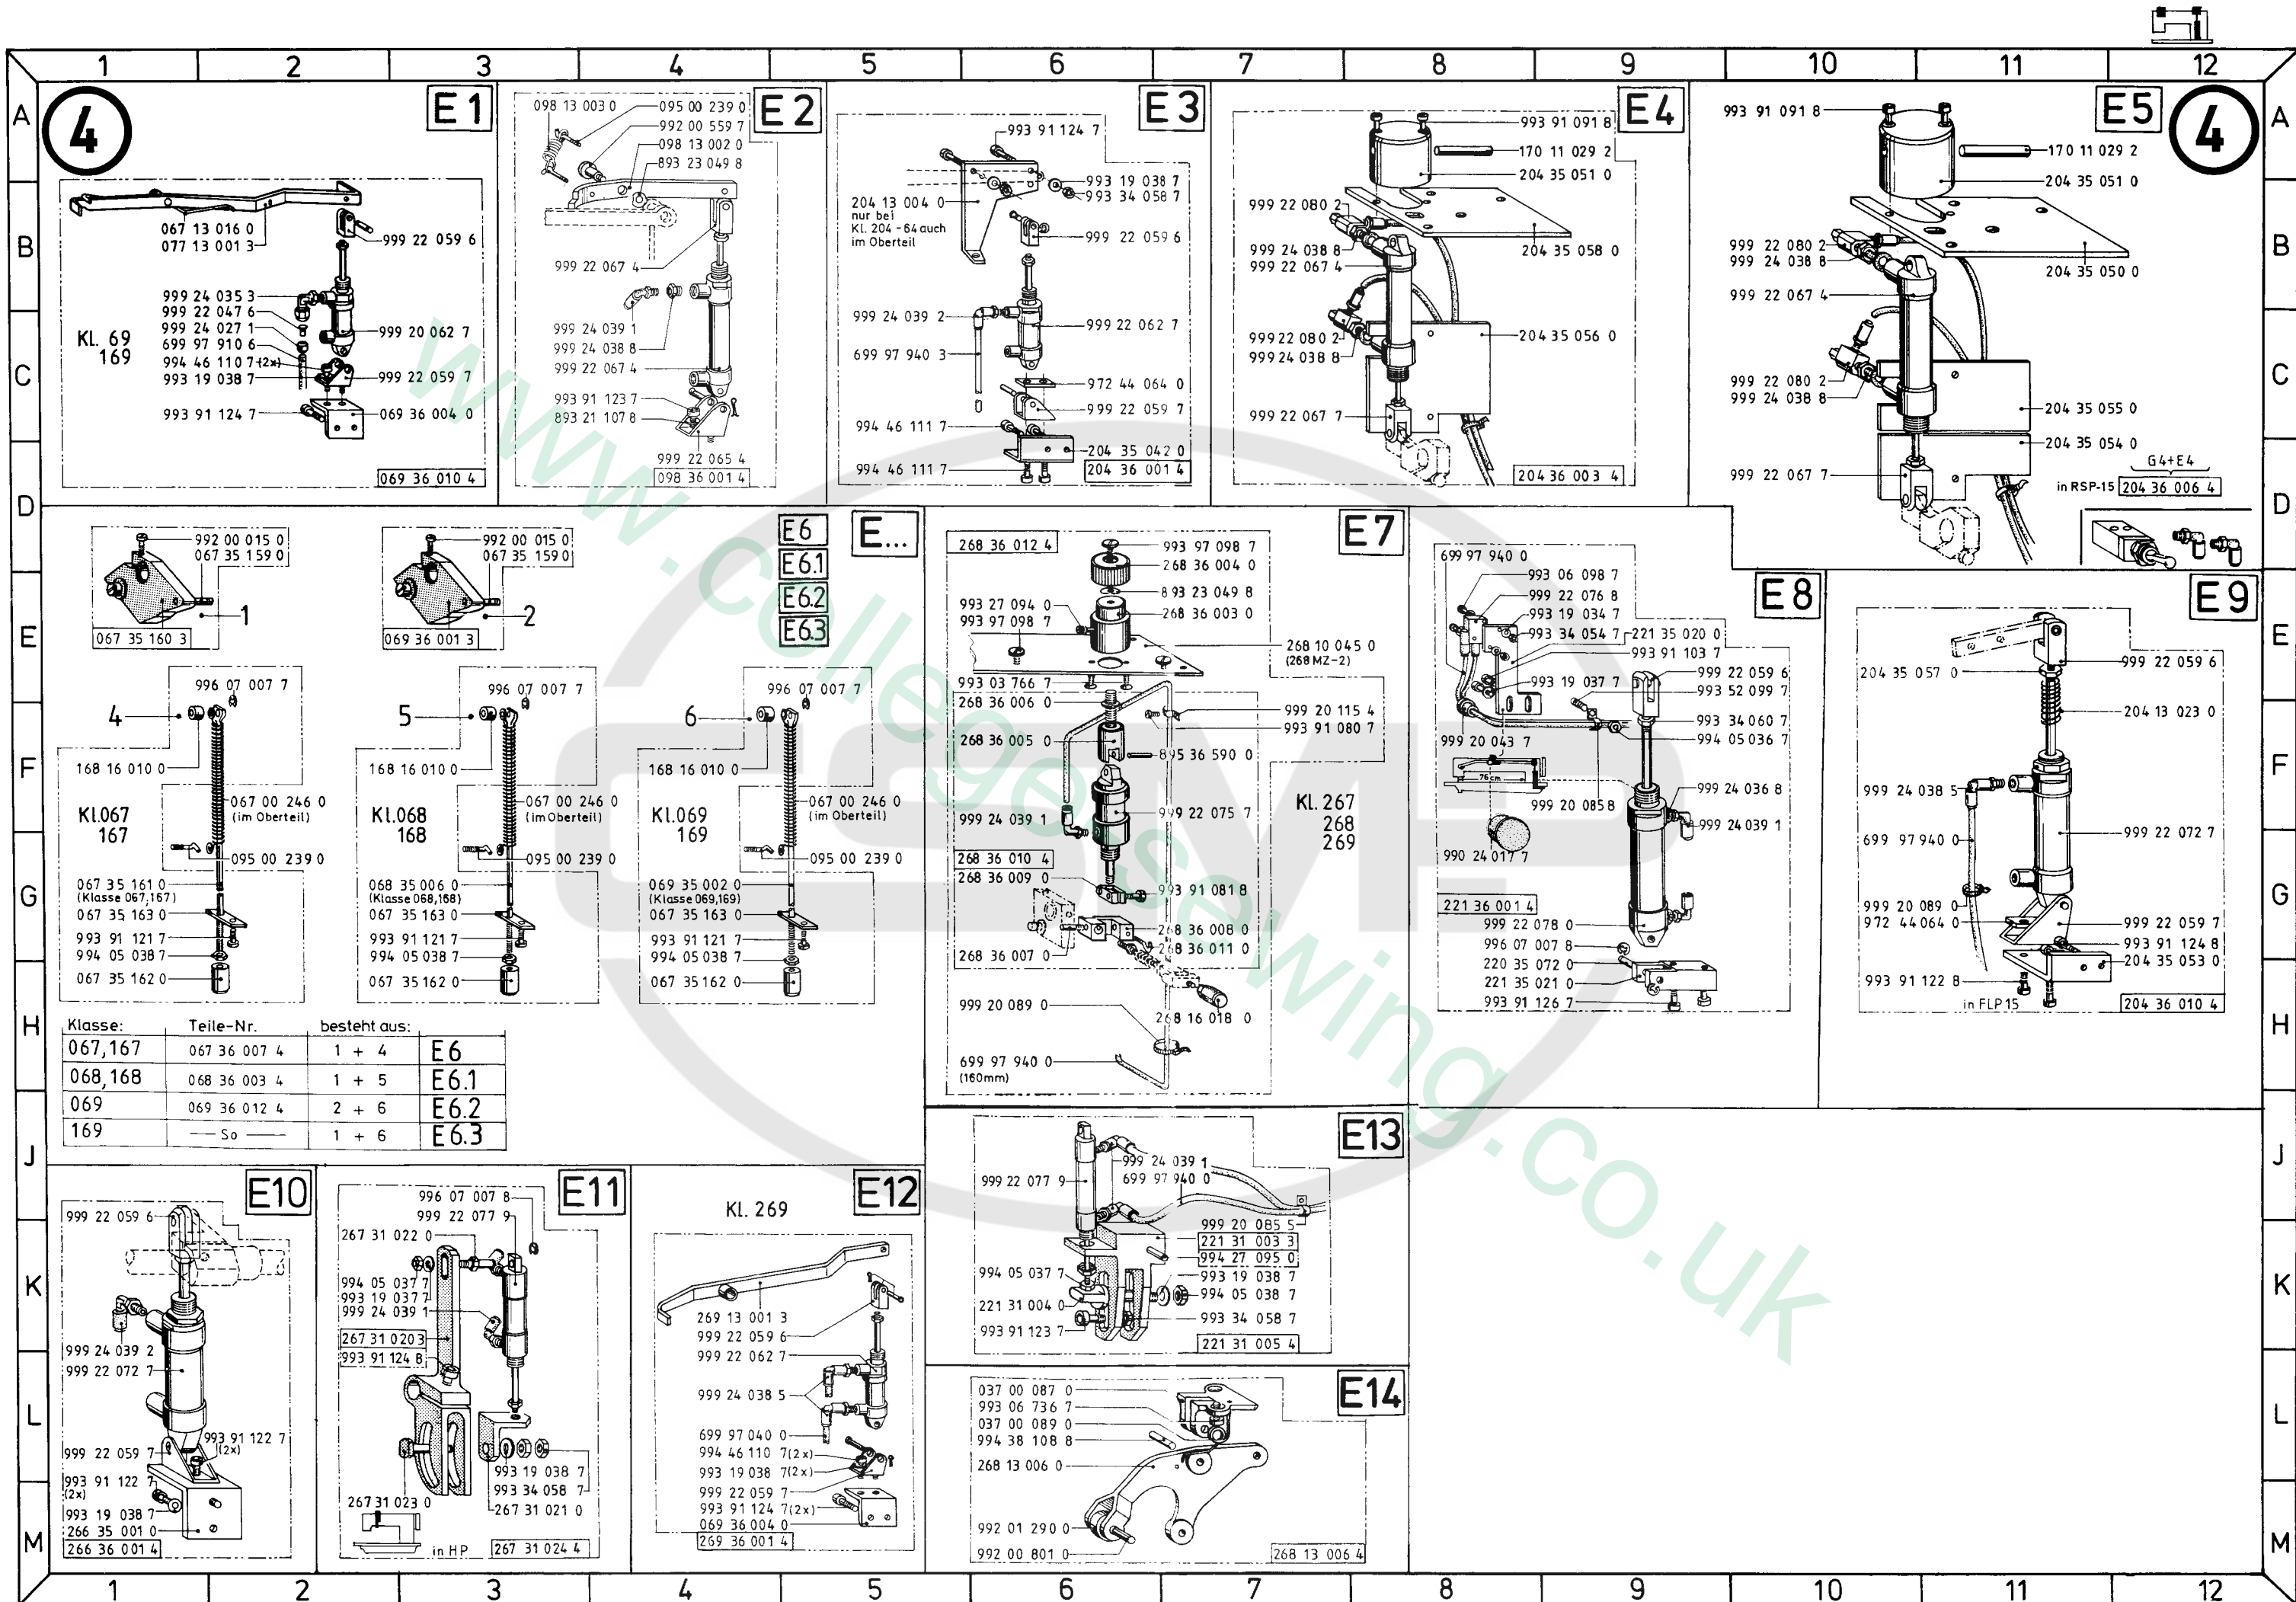 1 2 3 4 5 6 7 8 9 10 11 12
A B C D E F G H J K L M
4
E1
Kl. 69
169
067 13 016 0
077 13 001 3
999 22 059 6
999 24 035 3
999 22 047 6
999 24 027 1
699 97 910 6
994 46 110 7 (2x)
993 19 038 7
993 91 124 7
999 20 062 7
999 22 059 7
069 36 004 0
069 36 010 4
E2
098 13 003 0
095 00 239 0
992 00 559 7
098 13 002 0
893 23 049 8
999 22 067 4
999 24 039 1
999 24 038 8
999 22 067 4
993 91 123 7
893 21 107 8
999 22 065 4
098 36 001 4
E3
993 91 124 7
993 19 038 7
993 34 058 7
204 13 004 0
nur bei
Kl. 204 - 64 auch
im Oberteil
999 22 059 6
999 24 039 2
999 22 062 7
699 97 940 3
972 44 064 0
999 22 059 7
994 46 111 7
204 35 042 0
994 46 111 7
204 36 001 4
E4
993 91 091 8
170 11 029 2
204 35 051 0
999 22 080 2
999 24 038 8
999 22 067 4
204 35 058 0
999 22 080 2
999 24 038 8
204 35 056 0
999 22 067 7
204 36 003 4
E5
4
993 91 091 8
170 11 029 2
204 35 051 0
999 22 080 2
999 24 038 8
204 35 050 0
999 22 067 4
999 22 080 2
999 24 038 8
204 35 055 0
204 35 054 0
999 22 067 7
G4+E4
in RSP-15 204 36 006 4
E6
E6.1
E6.2
E6.3
E...
992 00 015 0
067 35 159 0
1
067 35 160 3
992 00 015 0
067 35 159 0
2
069 36 001 3
4
996 07 007 7
168 16 010 0
Kl.067
167
067 00 246 0
(im Oberteil)
095 00 239 0
067 35 161 0
(Klasse 067,167)
067 35 163 0
993 91 121 7
994 05 038 7
067 35 162 0
5
996 07 007 7
168 16 010 0
Kl.068
168
067 00 246 0
(im Oberteil)
095 00 239 0
068 35 006 0
(Klasse 068,168)
067 35 163 0
993 91 121 7
994 05 038 7
067 35 162 0
6
996 07 007 7
168 16 010 0
Kl.069
169
067 00 246 0
(im Oberteil)
095 00 239 0
069 35 002 0
(Klasse 069,169)
067 35 163 0
993 91 121 7
994 05 038 7
067 35 162 0
Klasse: Teile-Nr. besteht aus:
067,167 067 36 007 4 1 + 4 E6
068,168 068 36 003 4 1 + 5 E6.1
069 069 36 012 4 2 + 6 E6.2
169 — So — 1 + 6 E6.3
E7
268 36 012 4
993 97 098 7
268 36 004 0
893 23 049 8
993 27 094 0
268 36 003 0
993 97 098 7
268 10 045 0
(268 MZ-2)
993 03 766 7
268 36 006 0
999 20 115 4
993 91 080 7
268 36 005 0
895 36 590 0
999 24 039 1
999 22 075 7
Kl. 267
268
269
268 36 010 4
268 36 009 0
993 91 081 8
268 36 008 0
268 36 007 0
268 36 011 0
999 20 089 0
268 16 018 0
699 97 940 0
(160mm)
E8
699 97 940 0
993 06 098 7
999 22 076 8
993 19 034 7
993 34 054 7
221 35 020 0
993 91 103 7
993 19 037 7
999 22 059 6
993 52 099 7
993 34 060 7
994 05 036 7
999 20 043 7
76cm
999 20 085 8
999 24 036 8
999 24 039 1
990 24 017 7
221 36 001 4
999 22 078 0
996 07 007 8
220 35 072 0
221 35 021 0
993 91 126 7
E9
204 35 057 0
999 22 059 6
204 13 023 0
999 24 038 5
699 97 940 0
999 22 072 7
999 20 089 0
972 44 064 0
999 22 059 7
993 91 124 8
204 35 053 0
993 91 122 8
in FLP 15
204 36 010 4
E10
999 22 059 6
999 24 039 2
999 22 072 7
999 22 059 7
993 91 122 7
(2x)
993 91 122 7
(2x)
993 19 038 7
266 35 001 0
266 36 001 4
E11
996 07 007 8
999 22 077 9
267 31 022 0
994 05 037 7
993 19 037 7
999 24 039 1
267 31 020 3
993 91 124 8
993 19 038 7
993 34 058 7
267 31 023 0
267 31 021 0
in HP
267 31 024 4
E12
Kl. 269
269 13 001 3
999 22 059 6
999 22 062 7
999 24 038 5
699 97 040 0
994 46 110 7 (2x)
993 19 038 7 (2x)
999 22 059 7
993 91 124 7 (2x)
069 36 004 0
269 36 001 4
E13
999 24 039 1
999 22 077 9
699 97 940 0
999 20 085 5
221 31 003 3
994 27 095 0
994 05 037 7
993 19 038 7
221 31 004 0
994 05 038 7
993 91 123 7
993 34 058 7
221 31 005 4
E14
037 00 087 0
993 06 736 7
037 00 089 0
994 38 108 8
268 13 006 0
992 01 290 0
992 00 801 0
268 13 006 4
A B C D E F G H J K L M
1 2 3 4 5 6 7 8 9 10 11 12
CSMP
www.collegesewing.co.uk